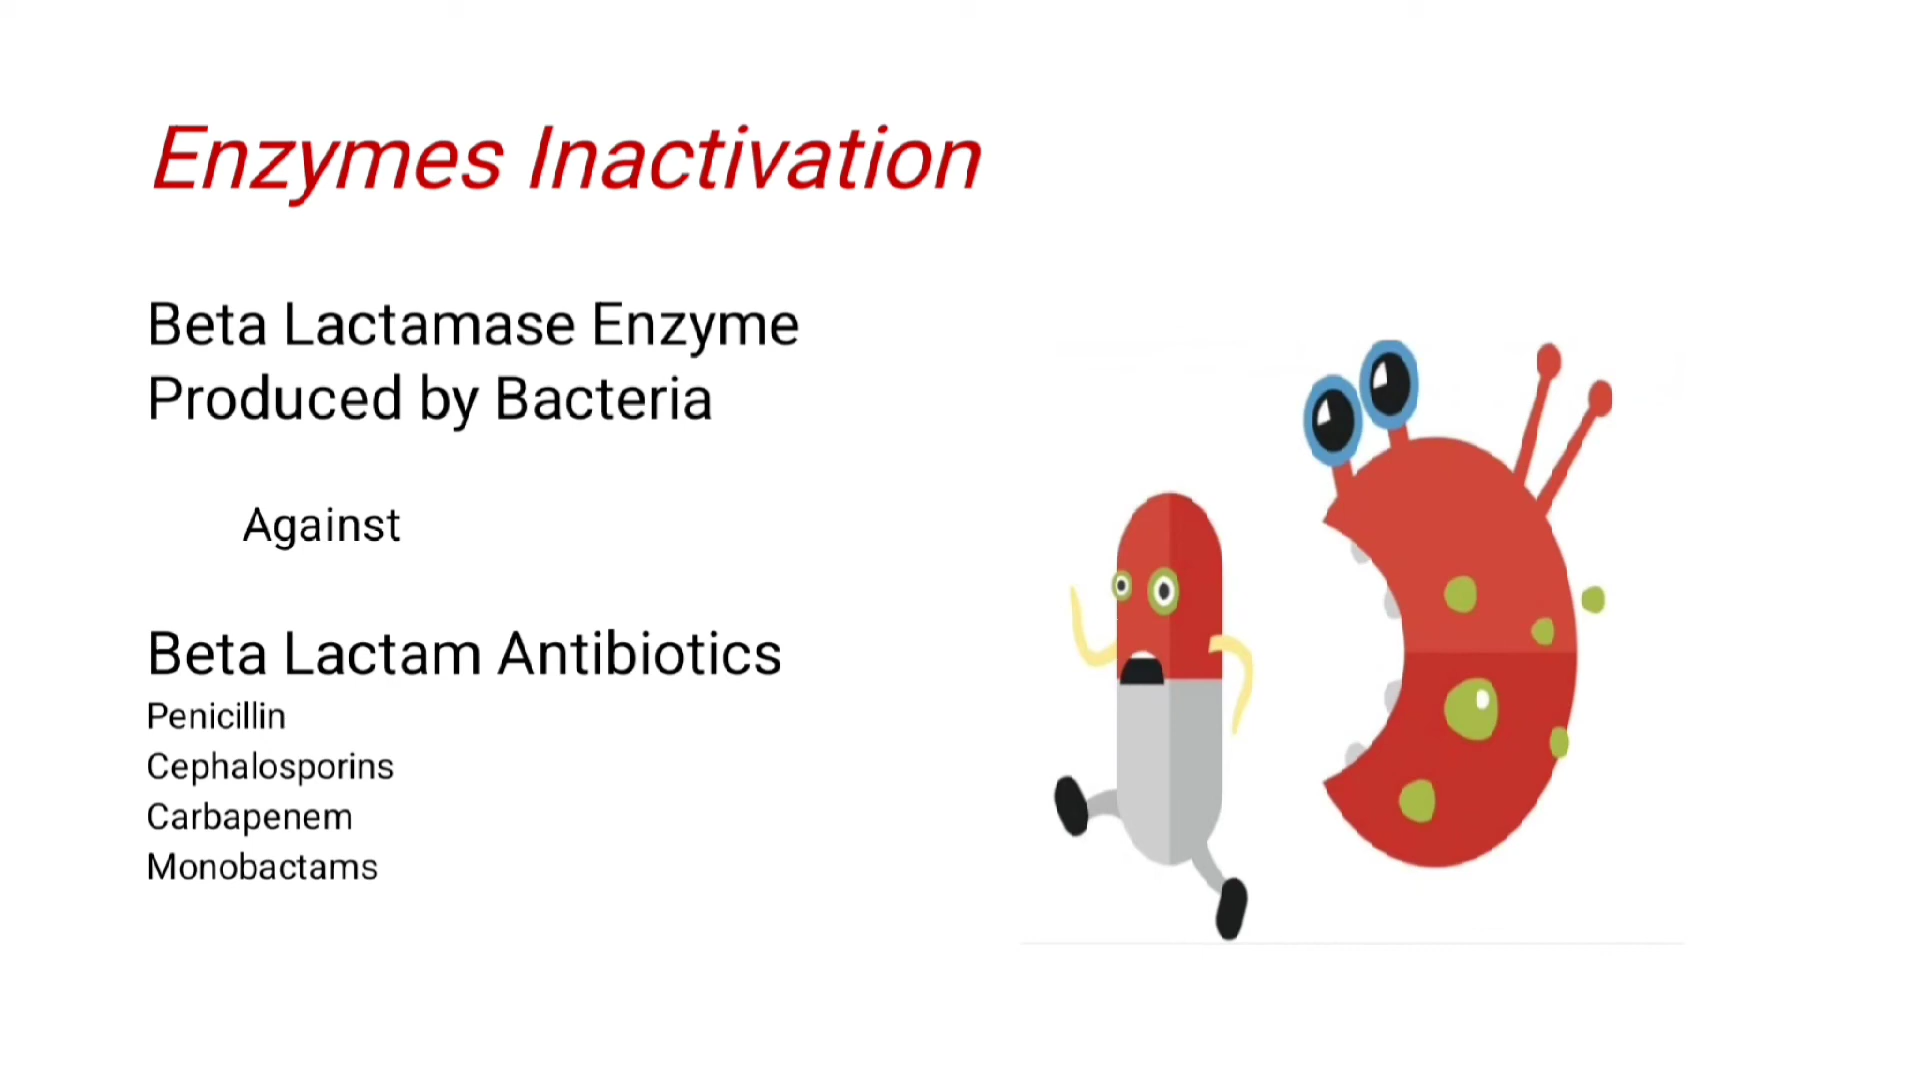 Enzymes Inactivation
Beta Lactamase Enzyme
Produced by Bacteria
Against
Beta Lactam Antibiotics
Penicillin
Cephalosporins
Carbapenem
Monobactams